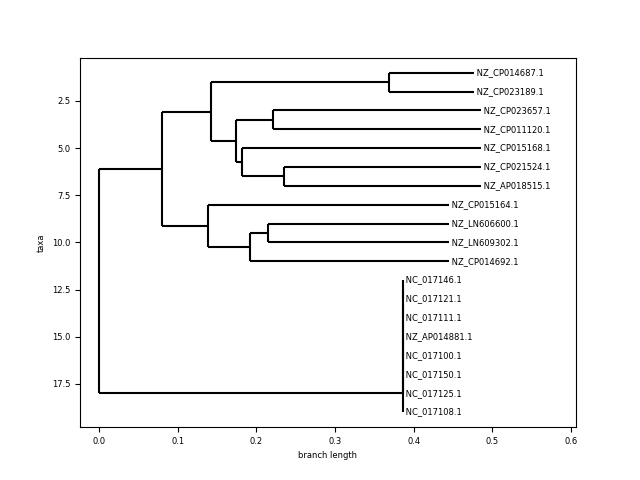 NZ_CP014687.1
NZ_CP023189.1
NZ_CP023657.1
NZ_CP011120.1
NZ_CP015168.1
NZ_CP021524.1
NZ_AP018515.1
NZ_CP015164.1
NZ_LN606600.1
NZ_LN609302.1
NZ_CP014692.1
NC_017146.1
NC_017121.1
NC_017111.1
NZ_AP014881.1
NC_017100.1
NC_017150.1
NC_017125.1
NC_017108.1
2.5
5.0
7.5
10.0
12.5
15.0
17.5
taxa
0.0 0.1 0.2 0.3 0.4 0.5 0.6
branch length